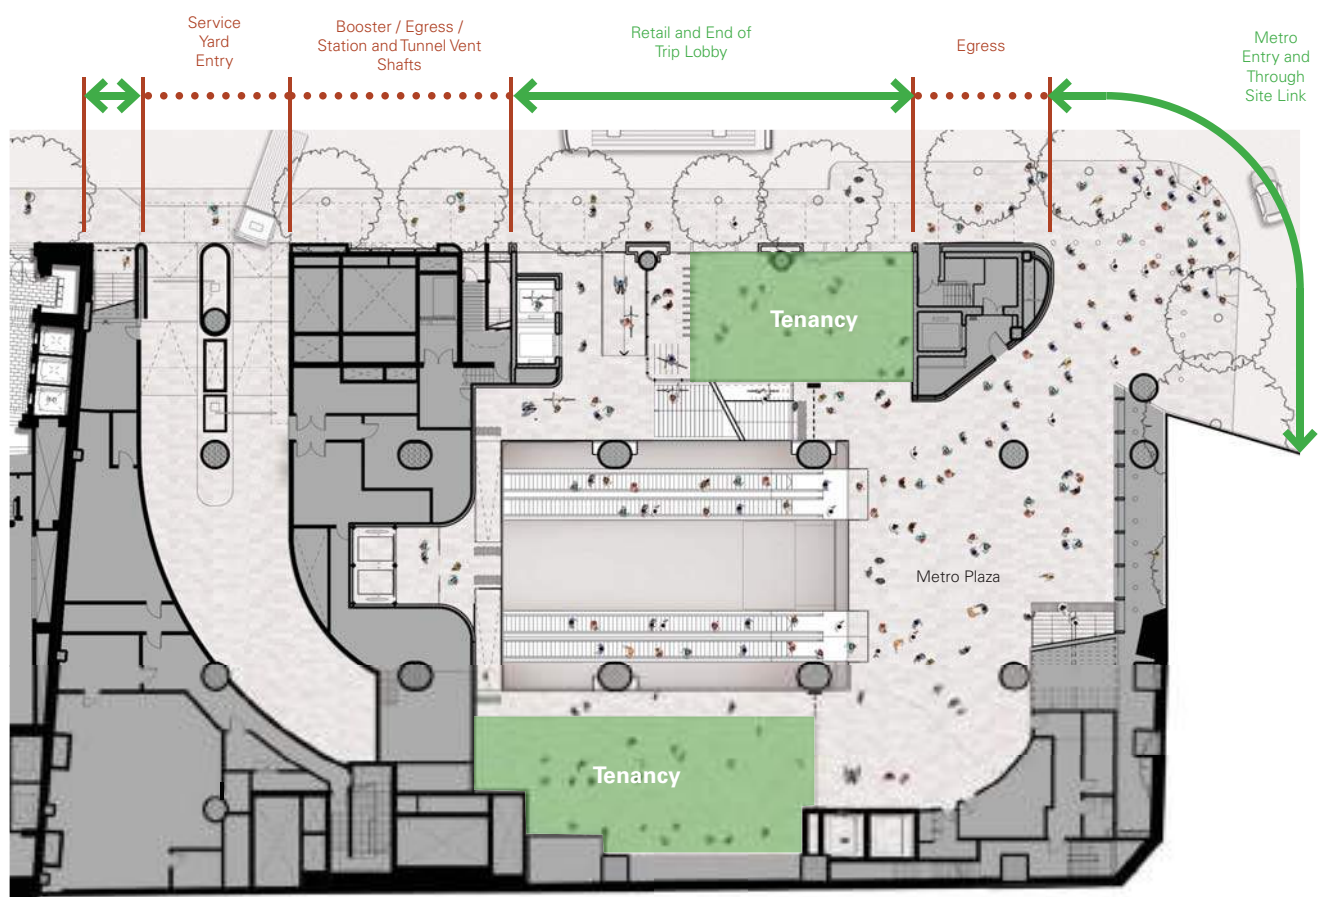 Service
Yard
Entry
Booster / Egress /
Station and Tunnel Vent
Shafts
Retail and End of
Trip Lobby
Egress
Metro
Entry and
Through
Site Link
Tenancy
Metro Plaza
Tenancy